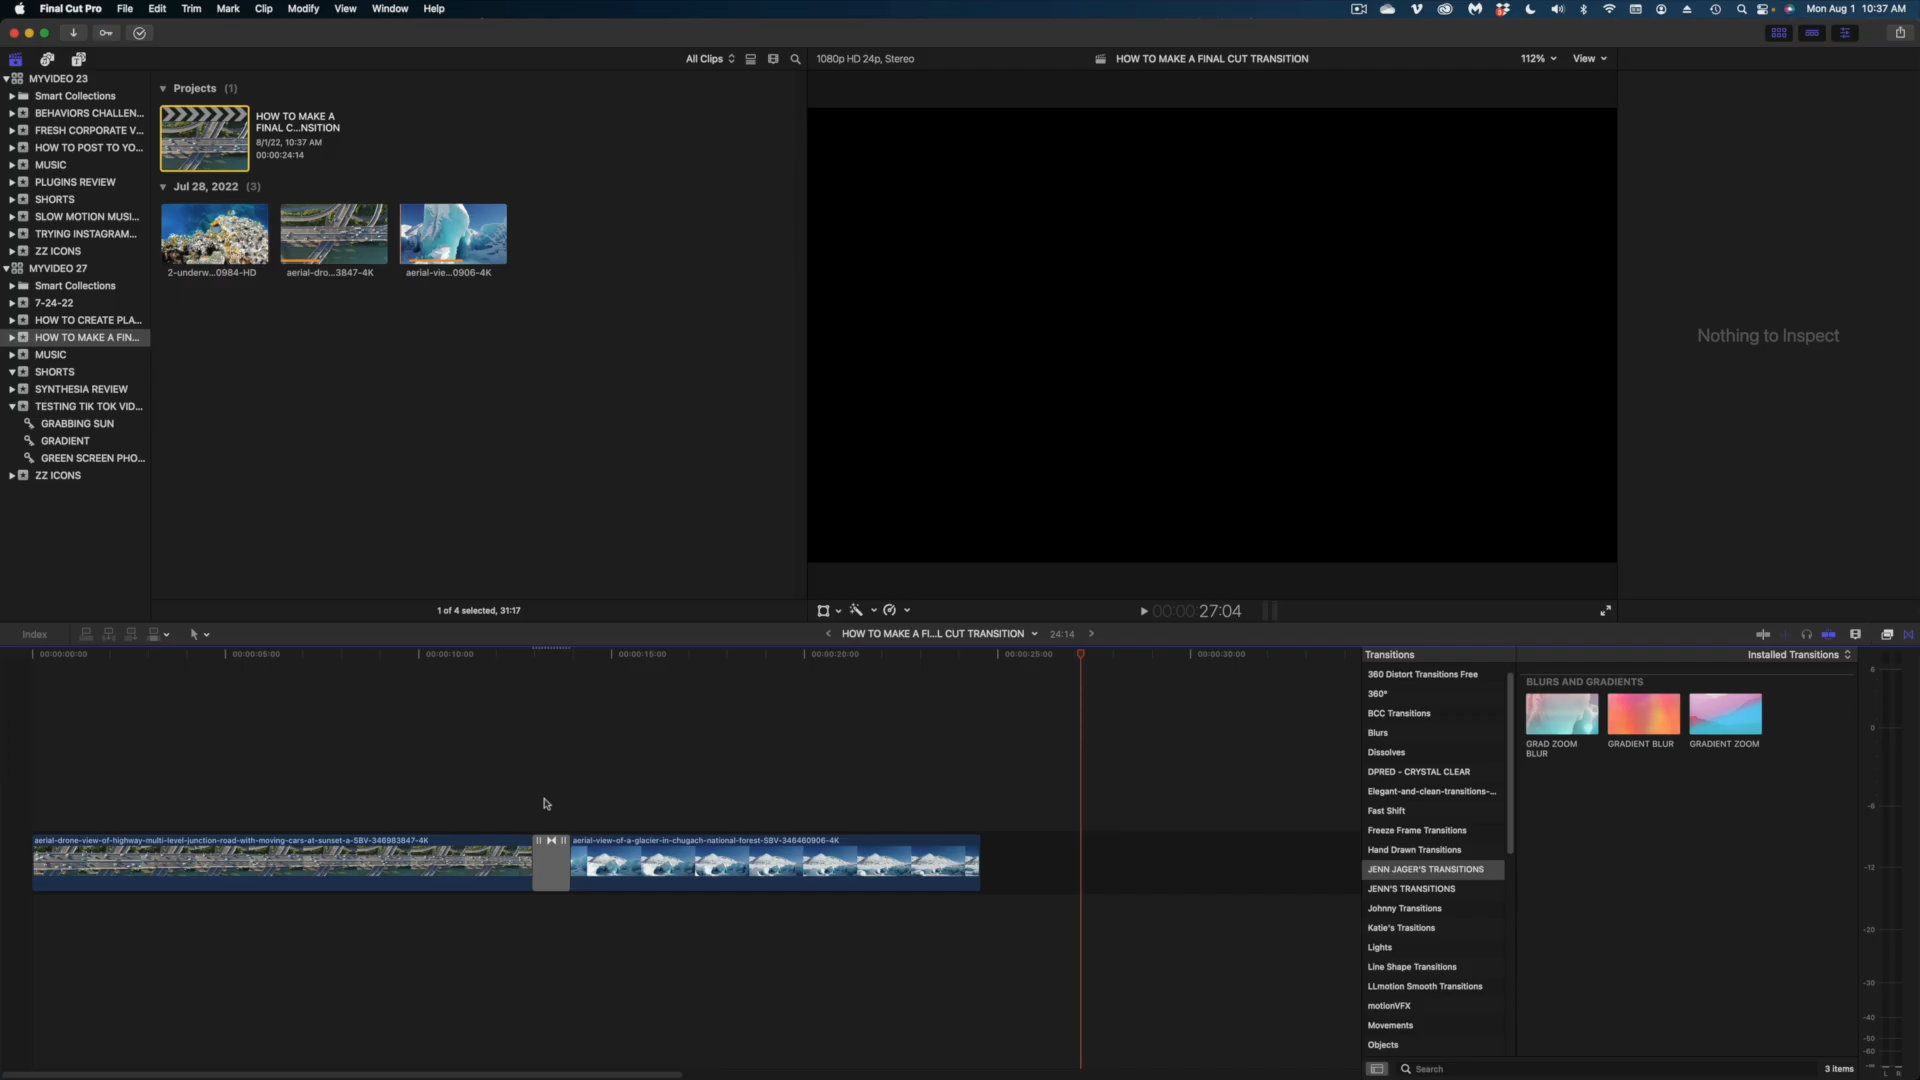 Final Cut Pro File Edit Trim Mark Clip Modify View Window Help
Mon Aug 1 10:37 AM
All Clips
1080p HD 24p, Stereo
HOW TO MAKE A FINAL CUT TRANSITION
112%
View
MYVIDEO 23
Smart Collections
BEHAVIORS CHALLEN...
FRESH CORPORATE V...
HOW TO POST TO YO...
MUSIC
PLUGINS REVIEW
SHORTS
SLOW MOTION MUSI...
TRYING INSTAGRAM...
ZZ ICONS
MYVIDEO 27
Smart Collections
7-24-22
HOW TO CREATE PLA...
HOW TO MAKE A FIN...
MUSIC
SHORTS
SYNTHESIA REVIEW
TESTING TIK TOK VID...
GRABBING SUN
GRADIENT
GREEN SCREEN PHO...
ZZ ICONS
Projects (1)
HOW TO MAKE A
FINAL C...NSITION
8/1/22, 10:37 AM
00:00:24:14
Jul 28, 2022 (3)
2-underw...0984-HD
aerial-dro...3847-4K
aerial-vie...0906-4K
1 of 4 selected, 31:17
Nothing to Inspect
00:00:27:04
Index
HOW TO MAKE A FI...L CUT TRANSITION
24:14
00:00:00:00
00:00:05:00
00:00:10:00
00:00:15:00
00:00:20:00
00:00:25:00
00:00:30:00
aerial-drone-view-of-highway-multi-level-junction-road-with-moving-cars-at-sunset-a-SBV-346983847-4K
aerial-view-of-a-glacier-in-chugach-national-forest-SBV-346460906-4K
Transitions
Installed Transitions
360 Distort Transitions Free
360°
BCC Transitions
Blurs
Dissolves
DPRED - CRYSTAL CLEAR
Elegant-and-clean-transitions-...
Fast Shift
Freeze Frame Transitions
Hand Drawn Transitions
JENN JAGER'S TRANSITIONS
JENN'S TRANSITIONS
Johnny Transitions
Katie's Trasitions
Lights
Line Shape Transitions
LLmotion Smooth Transitions
motionVFX
Movements
Objects
BLURS AND GRADIENTS
GRAD ZOOM
BLUR
GRADIENT BLUR
GRADIENT ZOOM
Search
3 items
6
0
-6
-12
-20
-30
-40
-50
-60
-∞
L R